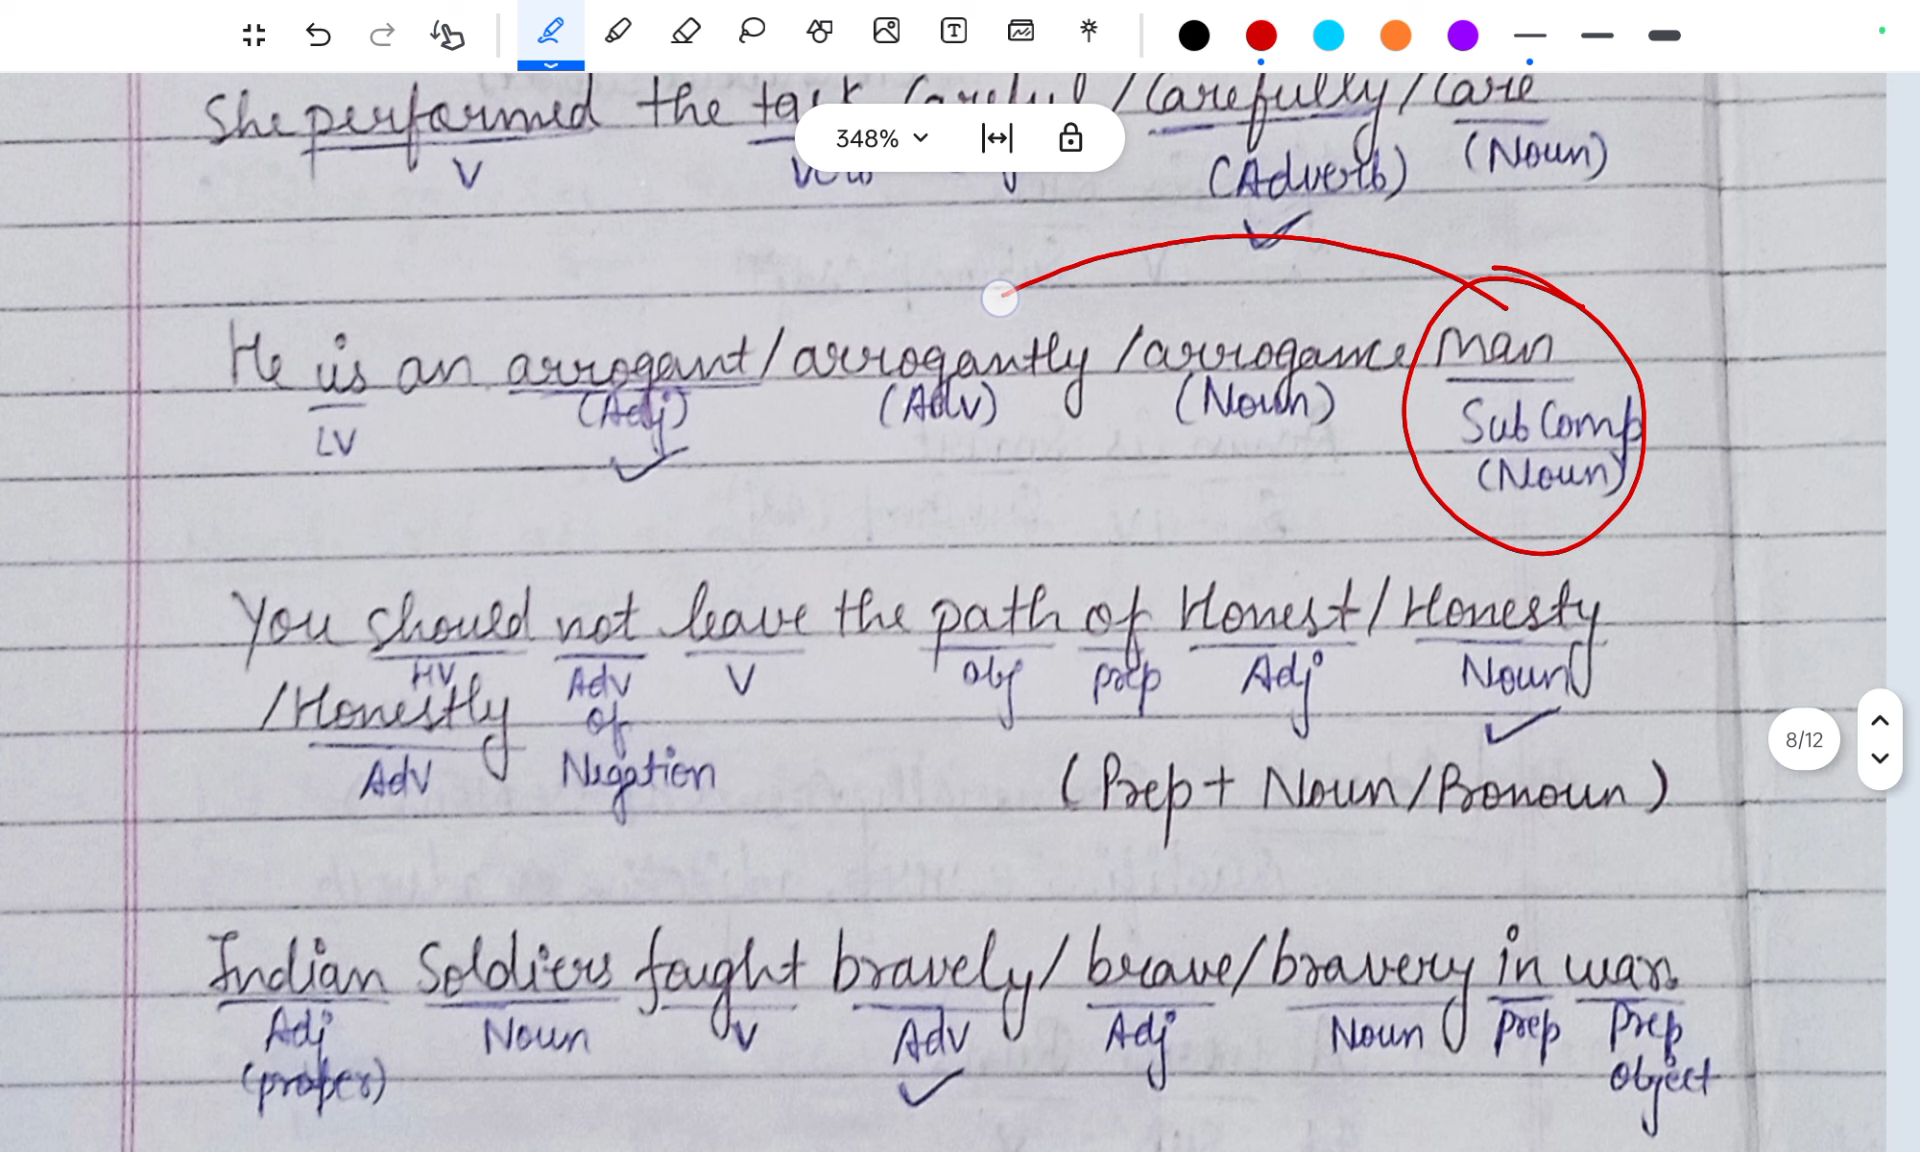 348%
She performed the task Careful / Carefully / Care
V (Adverb) (Noun)
He is an arrogant/arrogantly /arrogance man
LV (Adj) (Adv) (Noun) Sub Comp
(Noun)
You should not leave the path of Honest/Honesty
HV Adv V Obj prep Adj Noun
/Honestly of
Adv Negation
(Prep + Noun/Pronoun)
8/12
Indian Soldiers fought bravely/ brave/bravery in war.
Adj Noun V Adv Adj Noun prep Prep
(proper) object